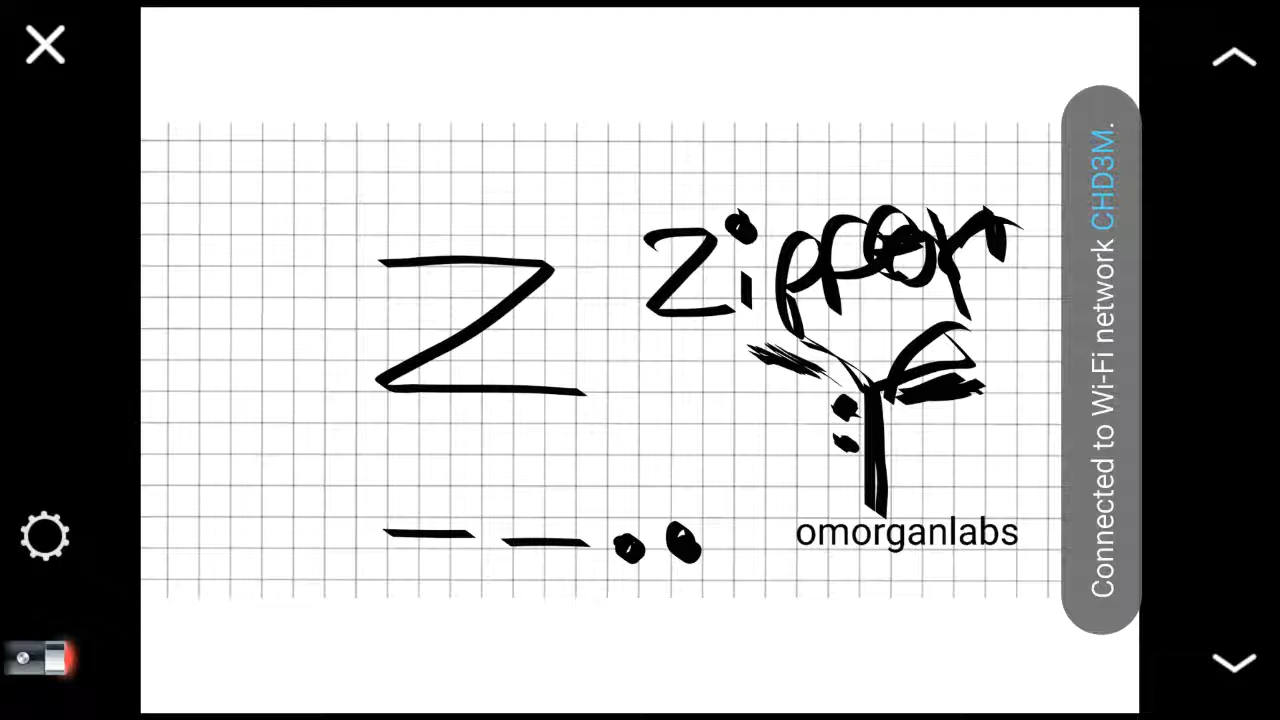 Z zipper
— — • •
omorganlabs
Connected to Wi-Fi network CHD3M.